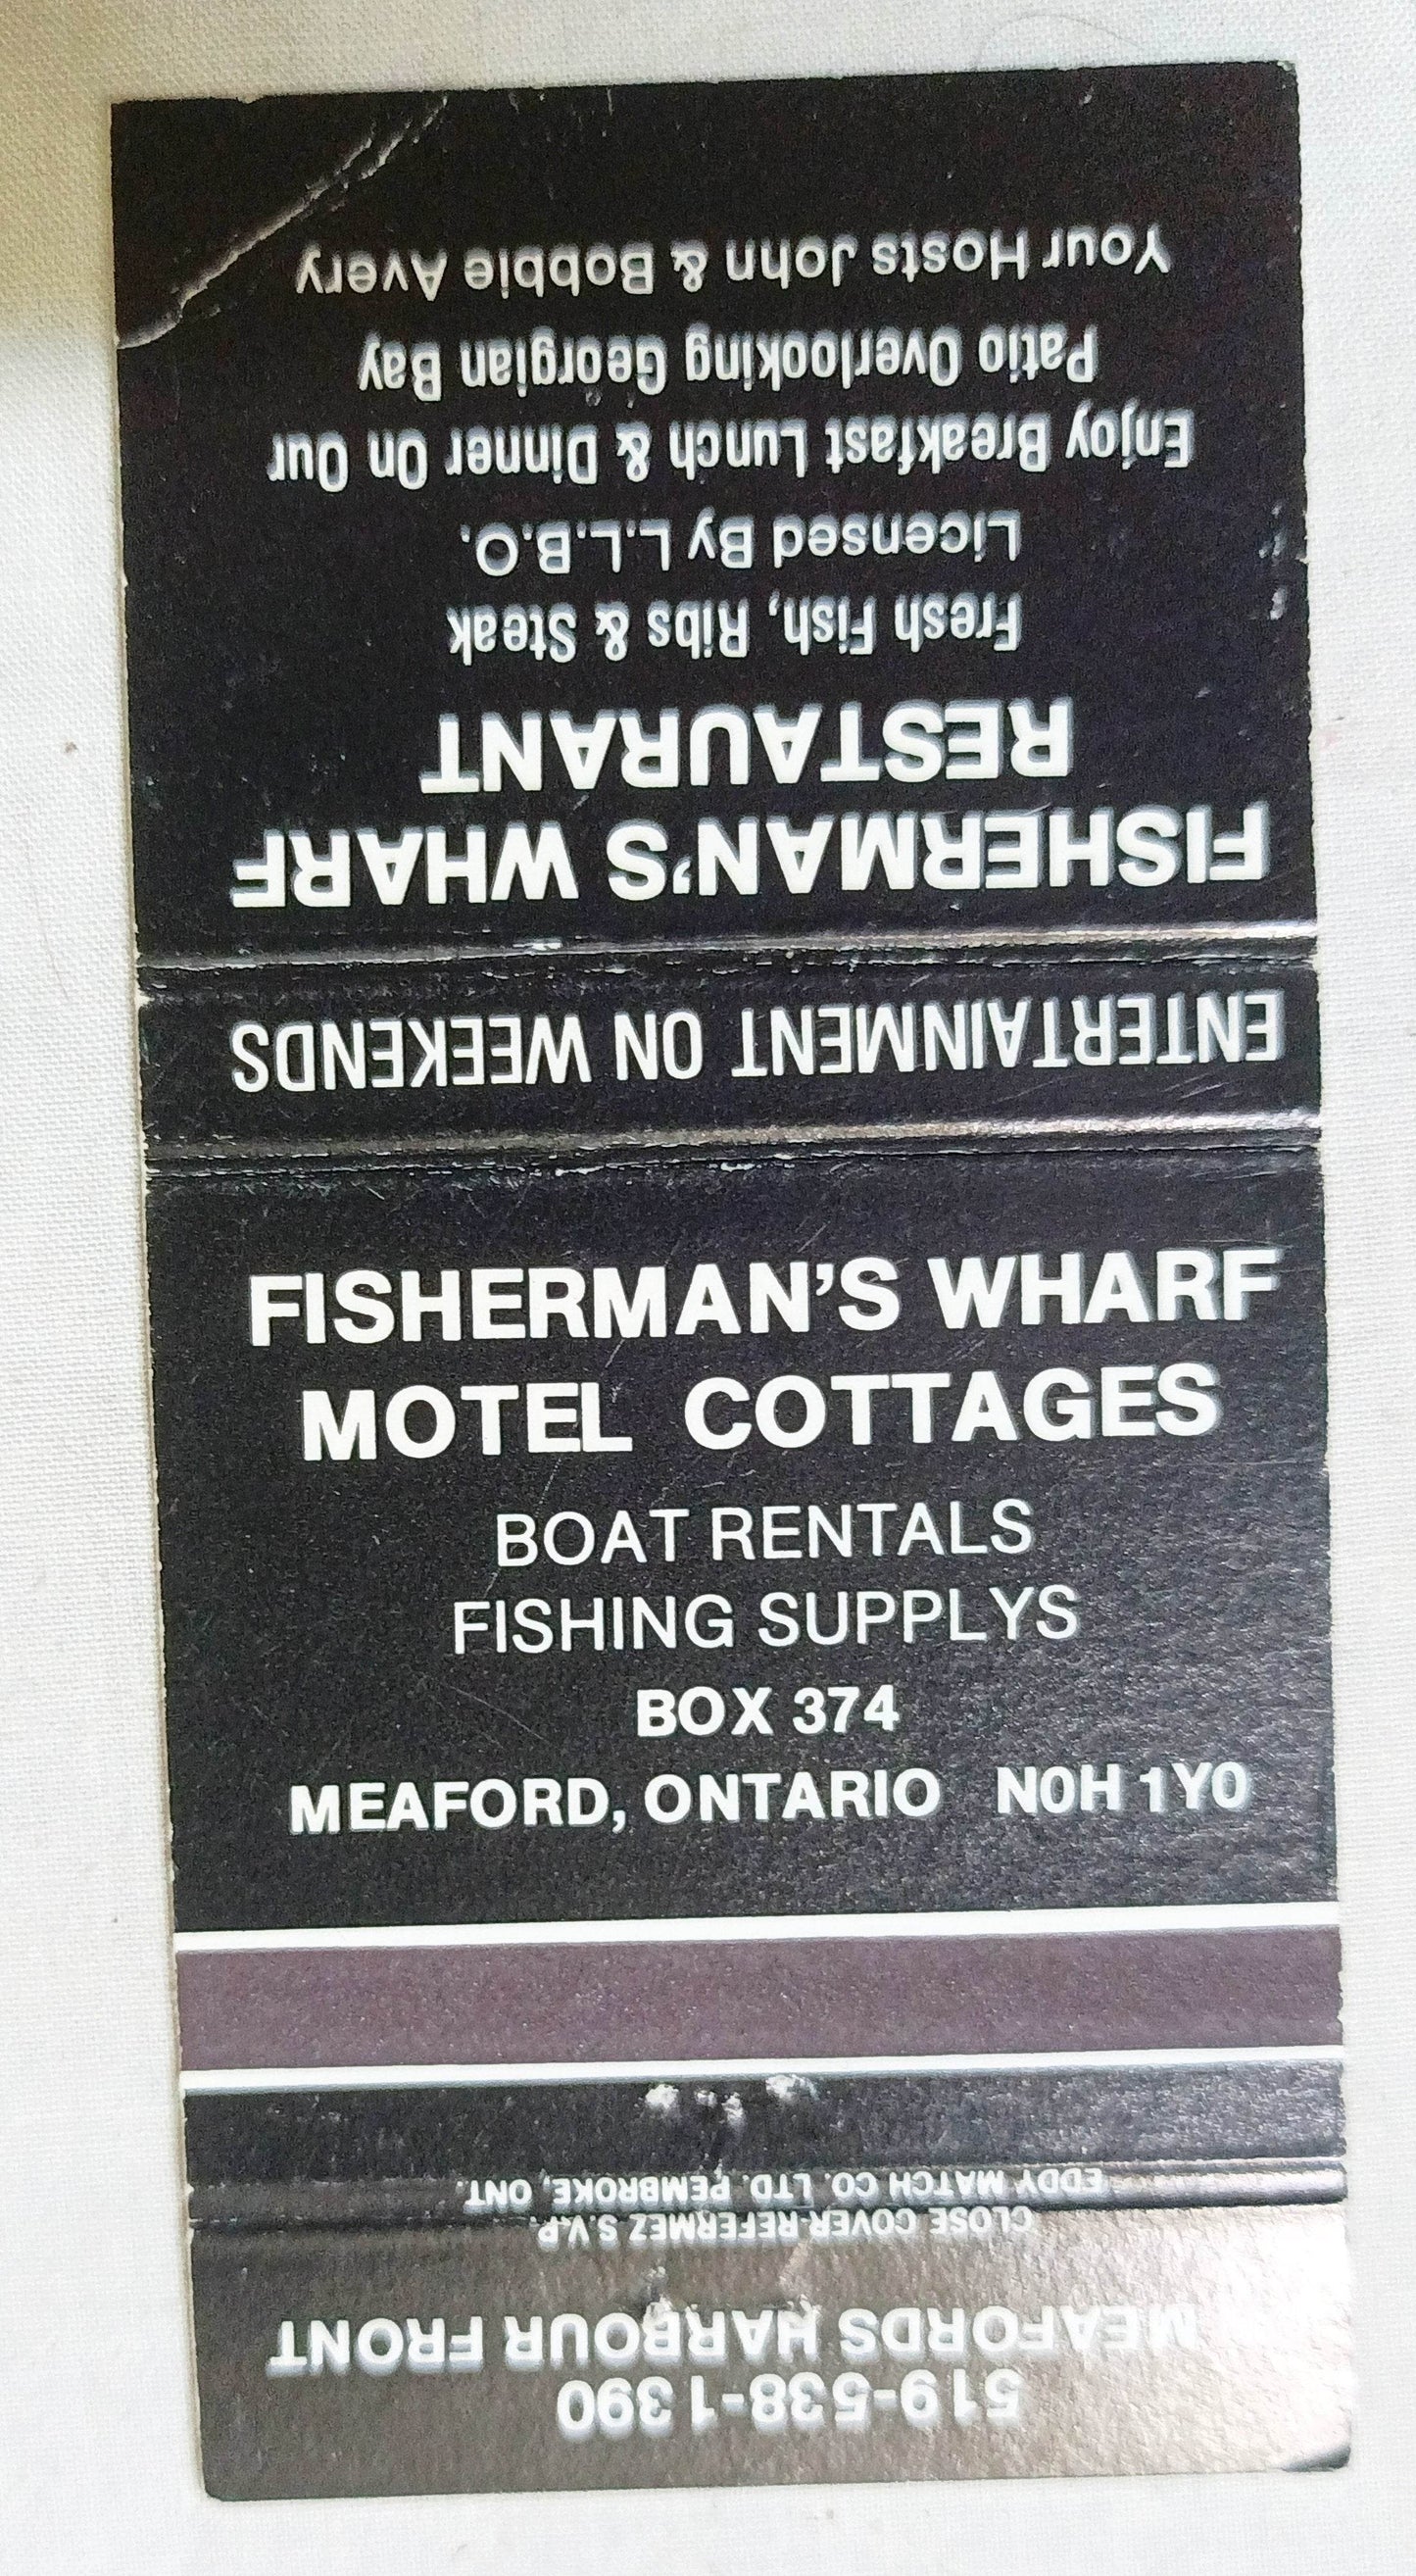 FISHERMAN'S WHARF
RESTAURANT
Fresh Fish, Ribs & Steak
Licensed By L.L.B.O.
Enjoy Breakfast Lunch & Dinner On Our
Patio Overlooking Georgian Bay
Your Hosts John & Bobbie Avery
ENTERTAINMENT ON WEEKENDS
FISHERMAN'S WHARF
MOTEL COTTAGES
BOAT RENTALS
FISHING SUPPLYS
BOX 374
MEAFORD, ONTARIO N0H 1Y0
519-538-1390
MEAFORDS HARBOUR FRONT
CLOSE COVER-REFERMEZ S.V.P.
EDDY MATCH CO. LTD. PEMBROKE, ONT.